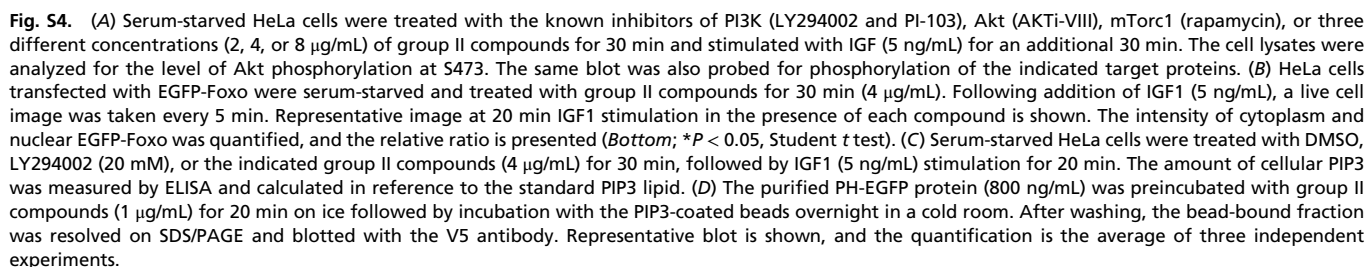 Fig. S4. (A) Serum-starved HeLa cells were treated with the known inhibitors of PI3K (LY294002 and PI-103), Akt (AKTi-VIII), mTorc1 (rapamycin), or three
different concentrations (2, 4, or 8 μg/mL) of group II compounds for 30 min and stimulated with IGF (5 ng/mL) for an additional 30 min. The cell lysates were
analyzed for the level of Akt phosphorylation at S473. The same blot was also probed for phosphorylation of the indicated target proteins. (B) HeLa cells
transfected with EGFP-Foxo were serum-starved and treated with group II compounds for 30 min (4 μg/mL). Following addition of IGF1 (5 ng/mL), a live cell
image was taken every 5 min. Representative image at 20 min IGF1 stimulation in the presence of each compound is shown. The intensity of cytoplasm and
nuclear EGFP-Foxo was quantified, and the relative ratio is presented (Bottom; *P < 0.05, Student t test). (C) Serum-starved HeLa cells were treated with DMSO,
LY294002 (20 mM), or the indicated group II compounds (4 μg/mL) for 30 min, followed by IGF1 (5 ng/mL) stimulation for 20 min. The amount of cellular PIP3
was measured by ELISA and calculated in reference to the standard PIP3 lipid. (D) The purified PH-EGFP protein (800 ng/mL) was preincubated with group II
compounds (1 μg/mL) for 20 min on ice followed by incubation with the PIP3-coated beads overnight in a cold room. After washing, the bead-bound fraction
was resolved on SDS/PAGE and blotted with the V5 antibody. Representative blot is shown, and the quantification is the average of three independent
experiments.